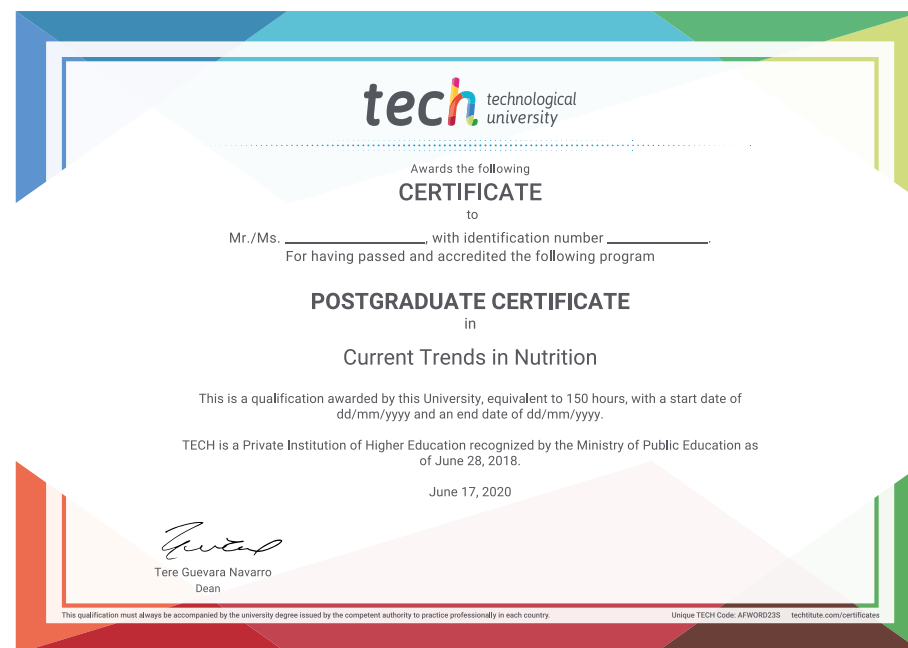 tech technological
university
Awards the following
CERTIFICATE
to
Mr./Ms. ____________________, with identification number ______________.
For having passed and accredited the following program
POSTGRADUATE CERTIFICATE
in
Current Trends in Nutrition
This is a qualification awarded by this University, equivalent to 150 hours, with a start date of
dd/mm/yyyy and an end date of dd/mm/yyyy.
TECH is a Private Institution of Higher Education recognized by the Ministry of Public Education as
of June 28, 2018.
June 17, 2020
Tere Guevara Navarro
Dean
This qualification must always be accompanied by the university degree issued by the competent authority to practice professionally in each country. Unique TECH Code: AFWORD23S techtitute.com/certificates